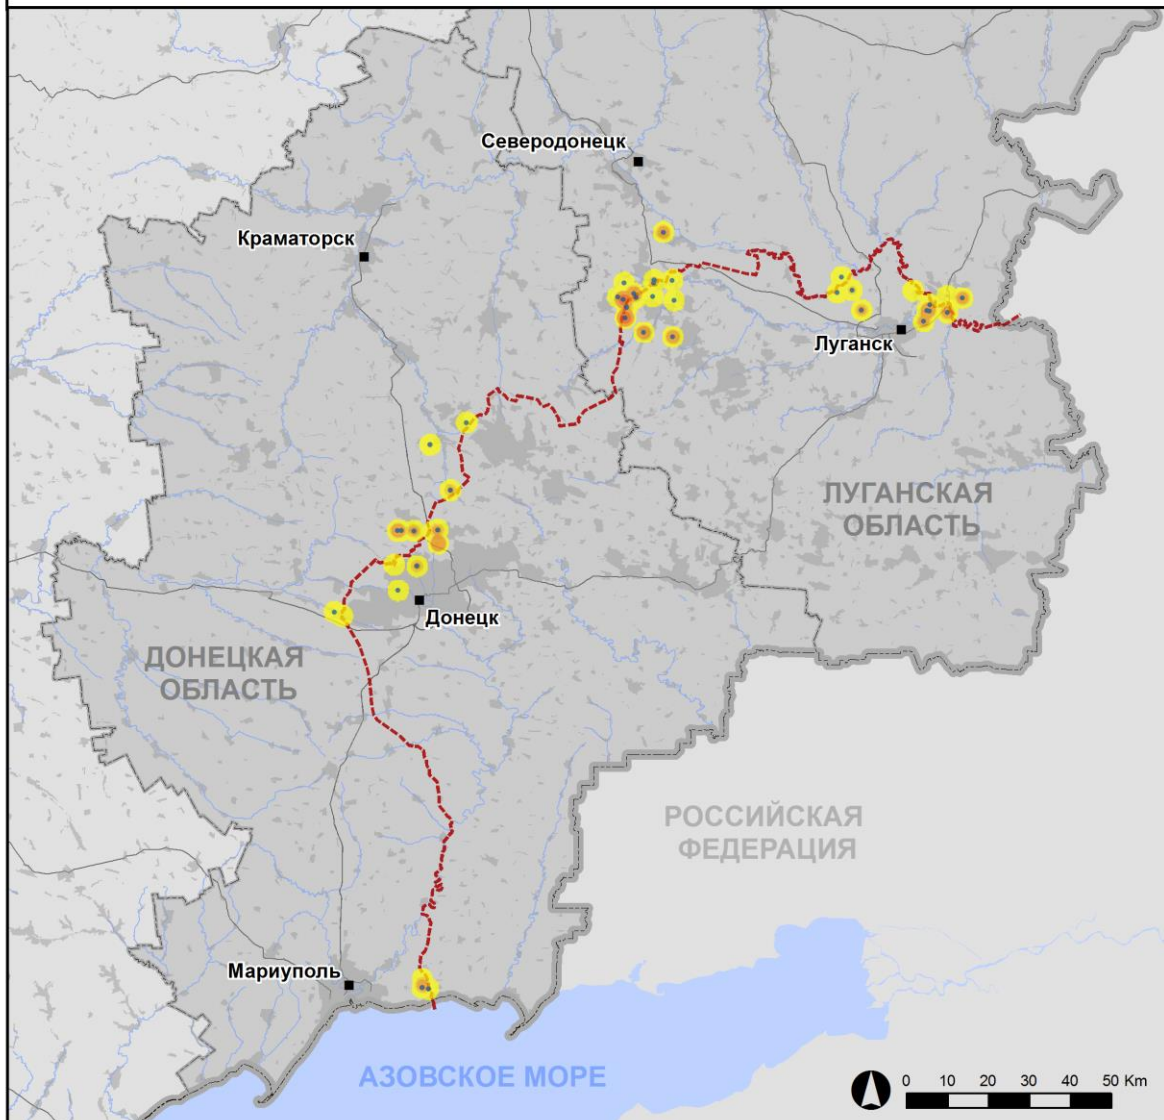 Северодонецк
Краматорск
Луганск
ЛУГАНСКАЯ
ОБЛАСТЬ
Донецк
ДОНЕЦКАЯ
ОБЛАСТЬ
РОССИЙСКАЯ
ФЕДЕРАЦИЯ
Мариуполь
АЗОВСКОЕ МОРЕ
0 10 20 30 40 50 Km